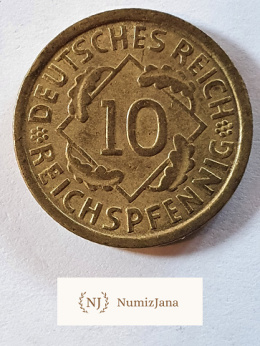 DEUTSCHES REICH
10
REICHSPFENNIG
NJ NumizJana